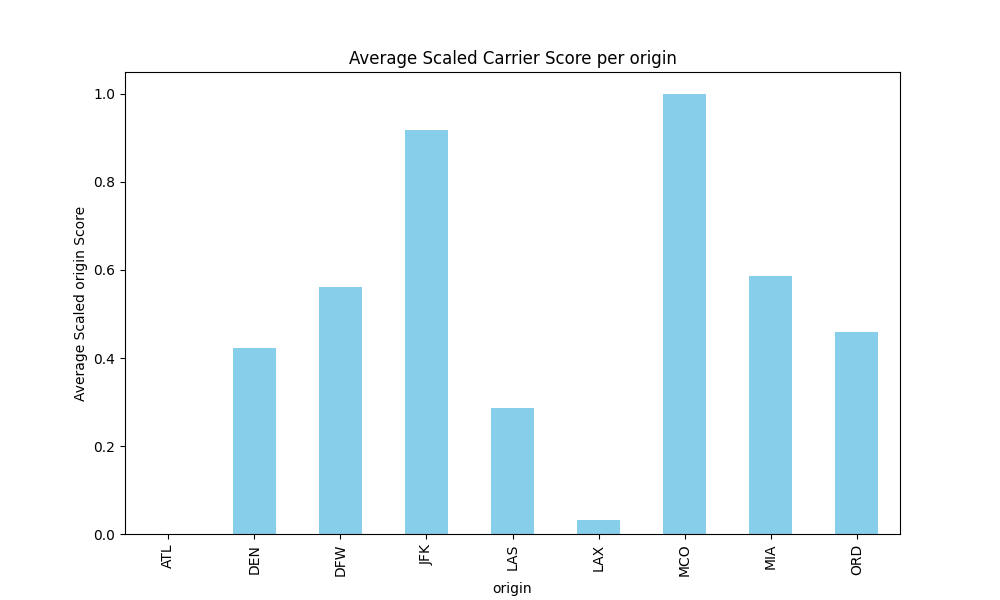 Average Scaled Carrier Score per origin
Average Scaled origin Score
1.0
0.8
0.6
0.4
0.2
0.0
ATL
DEN
DFW
JFK
LAS
LAX
MCO
MIA
ORD
origin